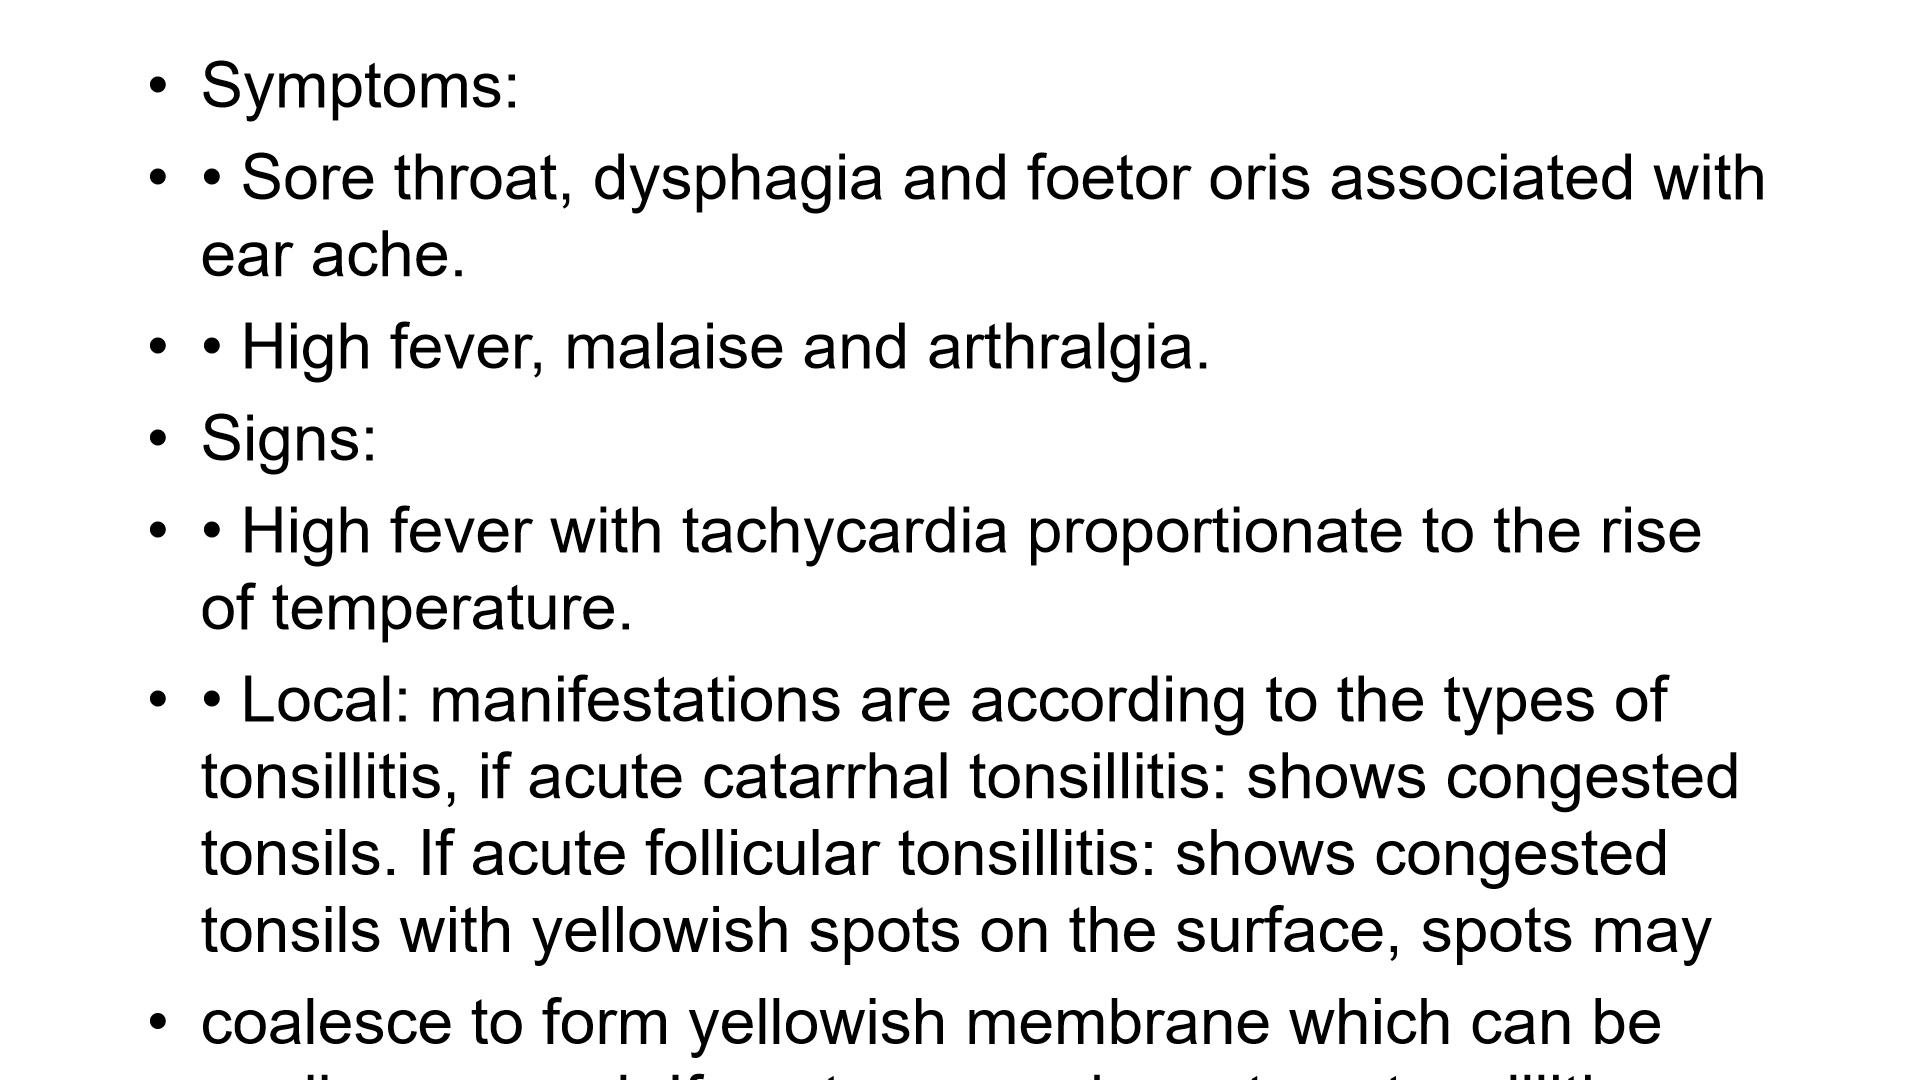 • Symptoms:
• • Sore throat, dysphagia and foetor oris associated with
ear ache.
• • High fever, malaise and arthralgia.
• Signs:
• • High fever with tachycardia proportionate to the rise
of temperature.
• • Local: manifestations are according to the types of
tonsillitis, if acute catarrhal tonsillitis: shows congested
tonsils. If acute follicular tonsillitis: shows congested
tonsils with yellowish spots on the surface, spots may
• coalesce to form yellowish membrane which can be